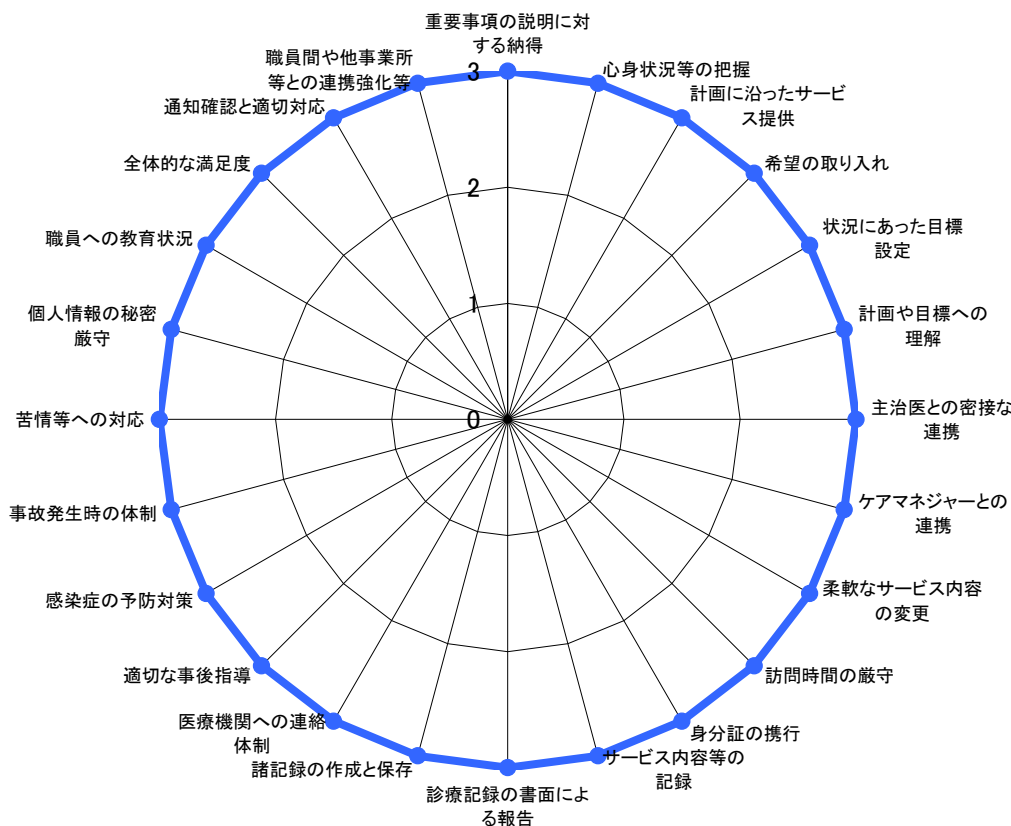 重要事項の説明に対
する納得
心身状況等の把握
計画に沿ったサービ
ス提供
希望の取り入れ
状況にあった目標
設定
計画や目標への
理解
主治医との密接な
連携
ケアマネジャーとの
連携
柔軟なサービス内容
の変更
訪問時間の厳守
身分証の携行
サービス内容等の
記録
診療記録の書面によ
る報告
諸記録の作成と保存
医療機関への連絡
体制
適切な事後指導
感染症の予防対策
事故発生時の体制
苦情等への対応
個人情報の秘密
厳守
職員への教育状況
全体的な満足度
通知確認と適切対応
職員間や他事業所
等との連携強化等
3
2
1
0